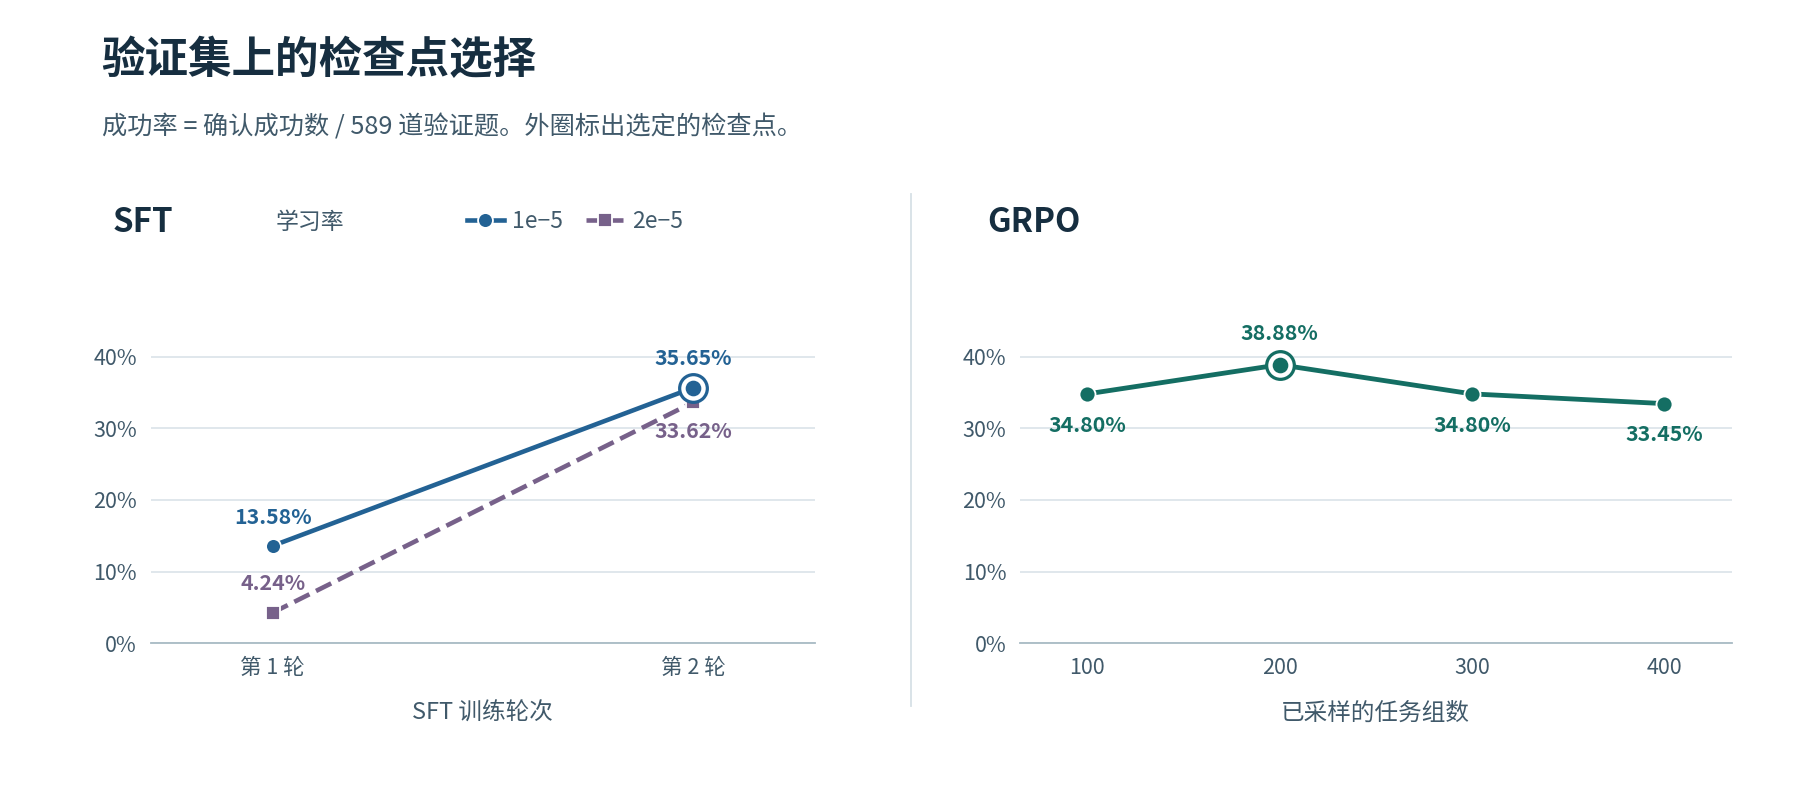 验证集上的检查点选择
成功率 = 确认成功数 / 589 道验证题。外圈标出选定的检查点。
SFT
学习率
1e−5
2e−5
40%
30%
20%
10%
0%
35.65%
33.62%
13.58%
4.24%
第 1 轮
第 2 轮
SFT 训练轮次
GRPO
40%
30%
20%
10%
0%
38.88%
34.80%
34.80%
33.45%
100
200
300
400
已采样的任务组数